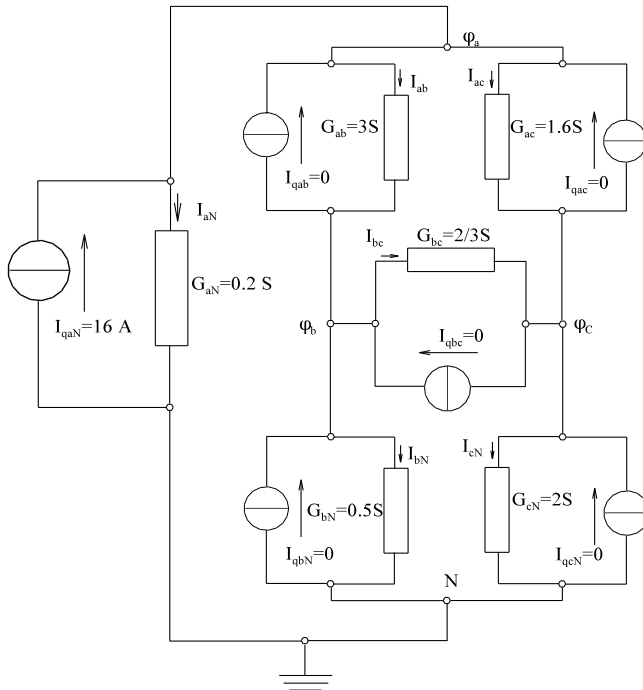 φa
Iab
Iac
Gab=3S
Gac=1.6S
Iqab=0
Iqac=0
IaN
GaN=0.2 S
IqaN=16 A
Ibc
Gbc=2/3S
φb
φC
Iqbc=0
IbN
IcN
GbN=0.5S
GcN=2S
IqbN=0
IqcN=0
N